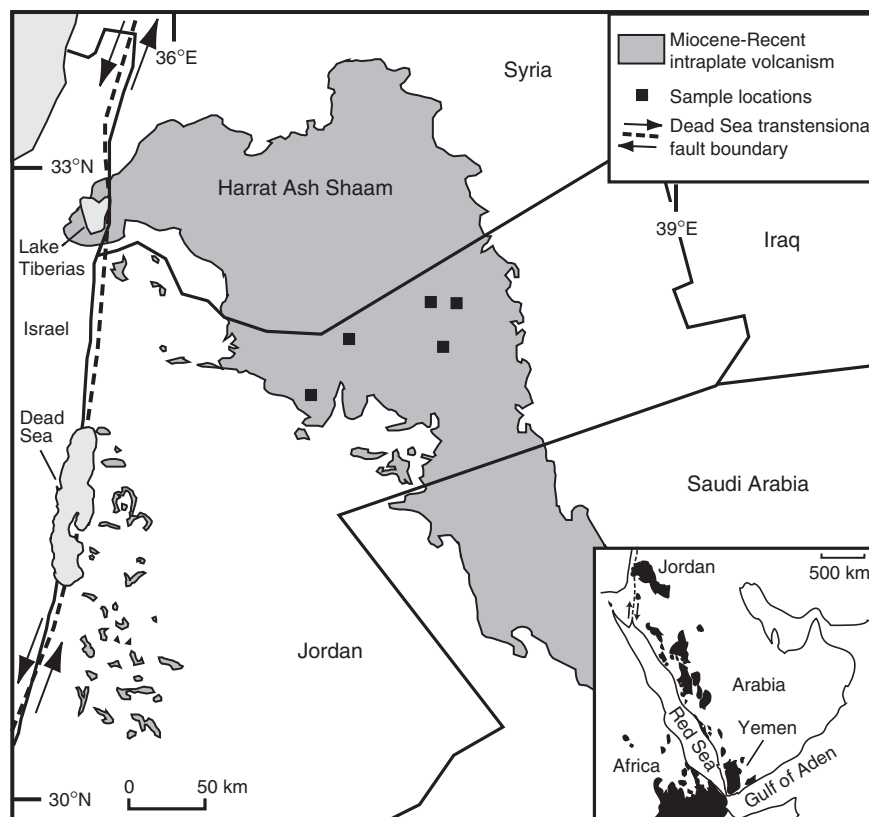 36°E
Syria
Miocene-Recent
intraplate volcanism
Sample locations
Dead Sea transtensional
fault boundary
33°N
Harrat Ash Shaam
39°E
Iraq
Lake
Tiberias
Israel
Dead
Sea
Saudi Arabia
Jordan
30°N
0 50 km
Jordan
500 km
Arabia
Red Sea
Yemen
Africa
Gulf of Aden